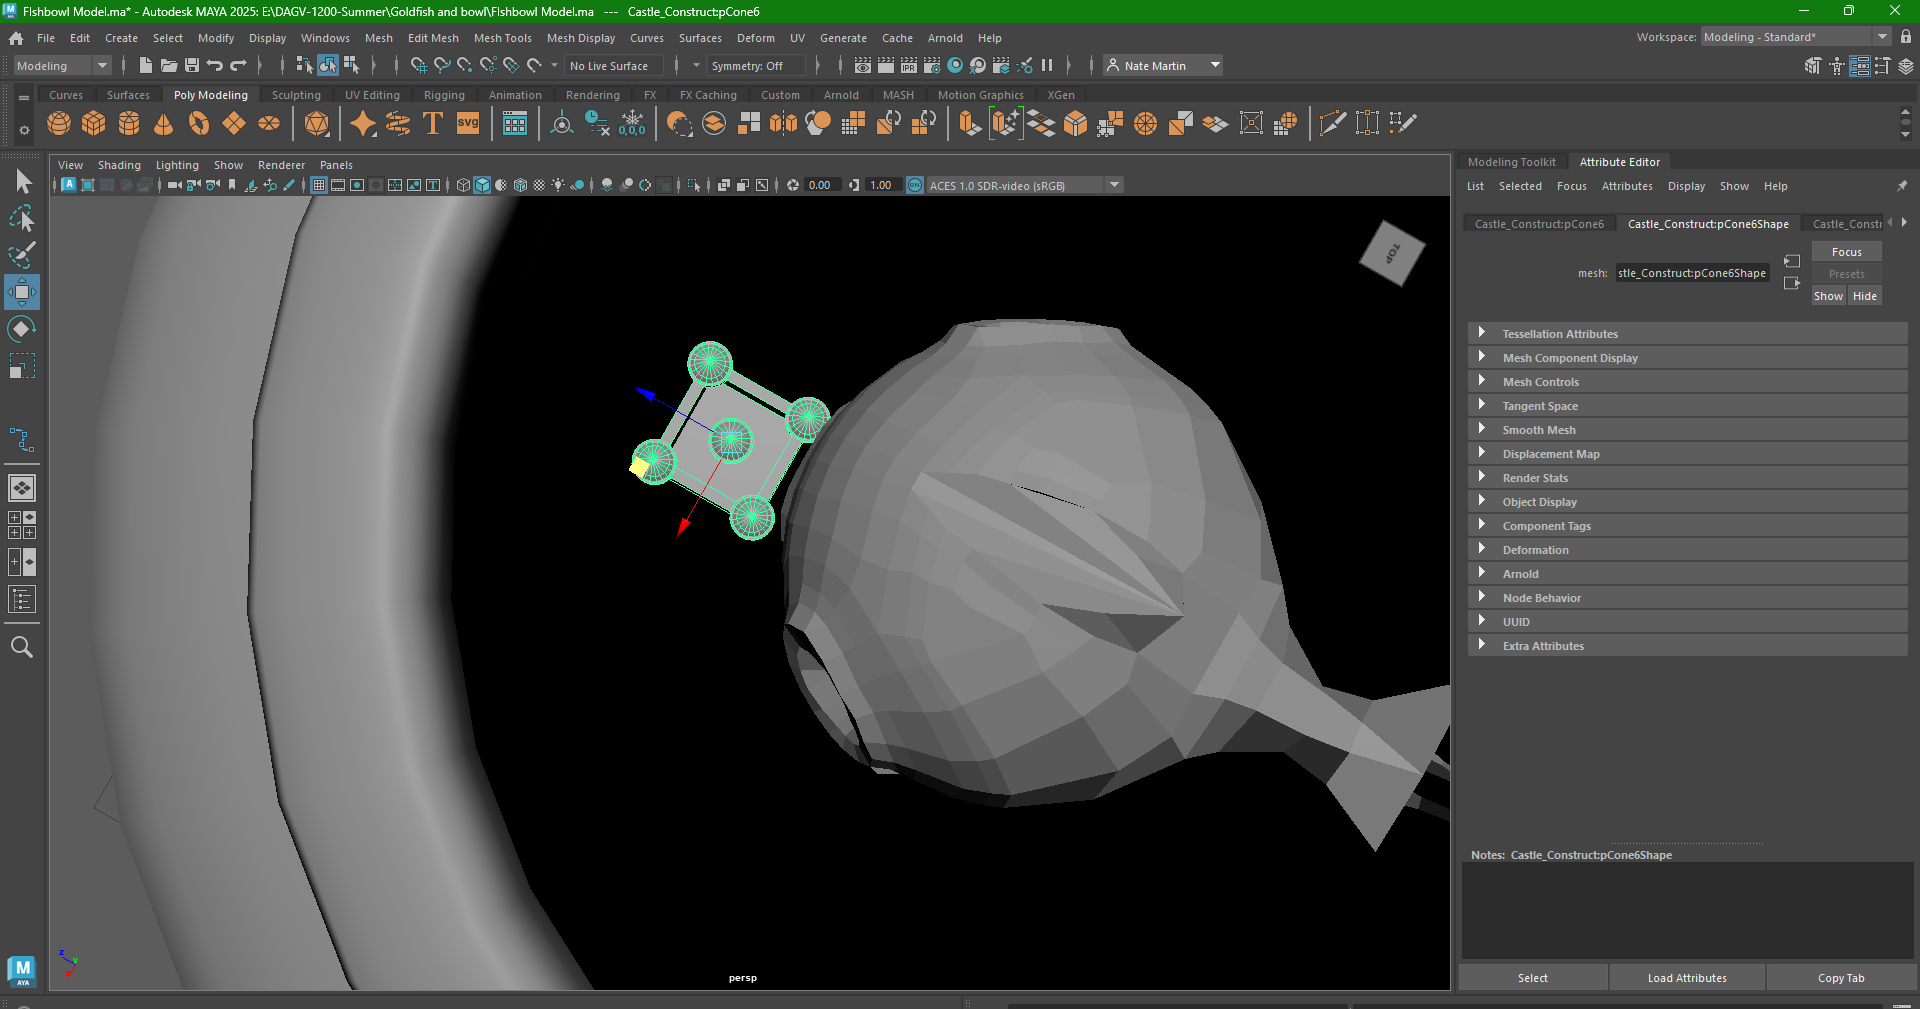 FIshbowl Model.ma* - Autodesk MAYA 2025: E:\DAGV-1200-Summer\Goldfish and bowl\FIshbowl Model.ma --- Castle_Construct:pCone6
File Edit Create Select Modify Display Windows Mesh Edit Mesh Mesh Tools Mesh Display Curves Surfaces Deform UV Generate Cache Arnold Help
Workspace: Modeling - Standard*
Modeling
No Live Surface
Symmetry: Off
IPR
Nate Martin
Curves Surfaces Poly Modeling Sculpting UV Editing Rigging Animation Rendering FX FX Caching Custom Arnold MASH Motion Graphics XGen
T
SVG
0,0,0
View Shading Lighting Show Renderer Panels
0.00
1.00
ON
ACES 1.0 SDR-video (sRGB)
TOP
persp
z
y
x
M
AYA
Modeling Toolkit Attribute Editor
List Selected Focus Attributes Display Show Help
Castle_Construct:pCone6 Castle_Construct:pCone6Shape Castle_Constr
mesh: stle_Construct:pCone6Shape
Focus
Presets
Show Hide
Tessellation Attributes
Mesh Component Display
Mesh Controls
Tangent Space
Smooth Mesh
Displacement Map
Render Stats
Object Display
Component Tags
Deformation
Arnold
Node Behavior
UUID
Extra Attributes
Notes: Castle_Construct:pCone6Shape
Select Load Attributes Copy Tab